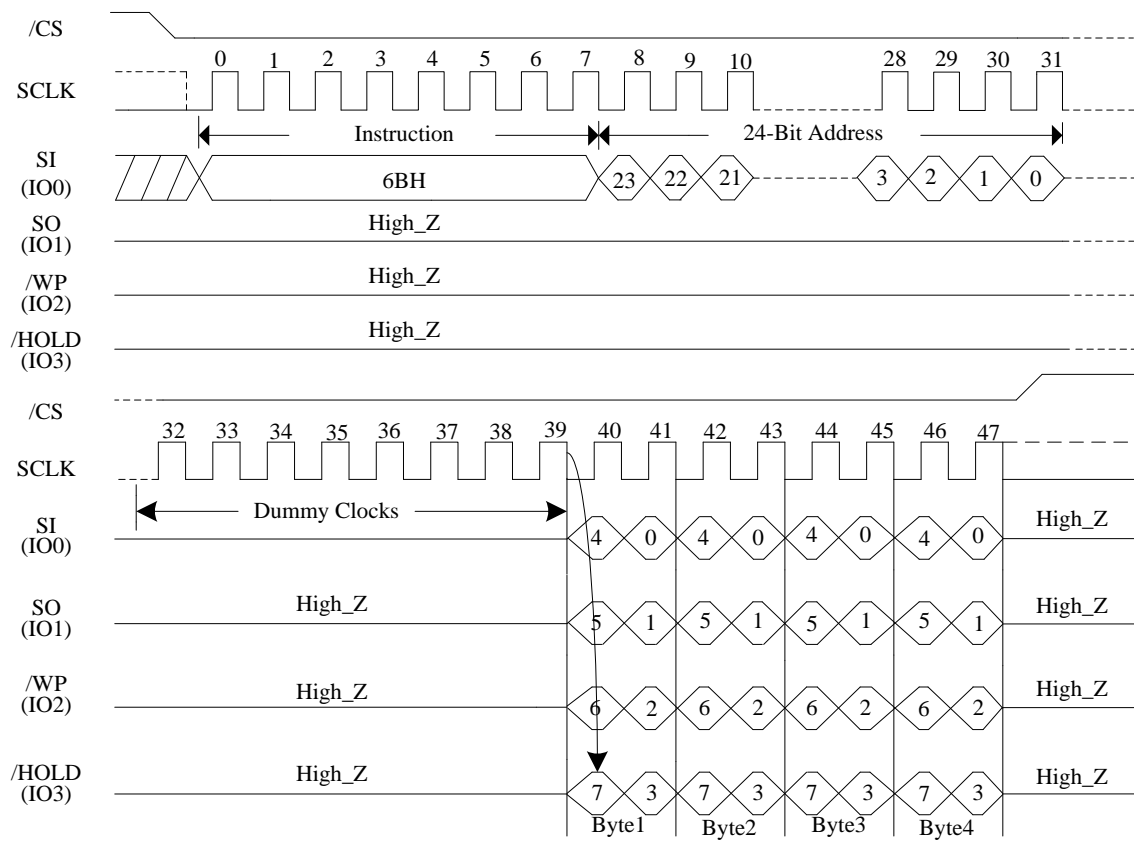 /CS
0 1 2 3 4 5 6 7 8 9 10 28 29 30 31
SCLK
Instruction 24-Bit Address
SI
(IO0)
6BH 23 22 21 3 2 1 0
SO
(IO1)
High_Z
/WP
(IO2)
High_Z
/HOLD
(IO3)
High_Z
/CS
32 33 34 35 36 37 38 39 40 41 42 43 44 45 46 47
SCLK
Dummy Clocks
SI
(IO0)
4 0 4 0 4 0 4 0 High_Z
SO
(IO1)
High_Z 5 1 5 1 5 1 5 1 High_Z
/WP
(IO2)
High_Z 6 2 6 2 6 2 6 2 High_Z
/HOLD
(IO3)
High_Z 7 3 7 3 7 3 7 3 High_Z
Byte1 Byte2 Byte3 Byte4